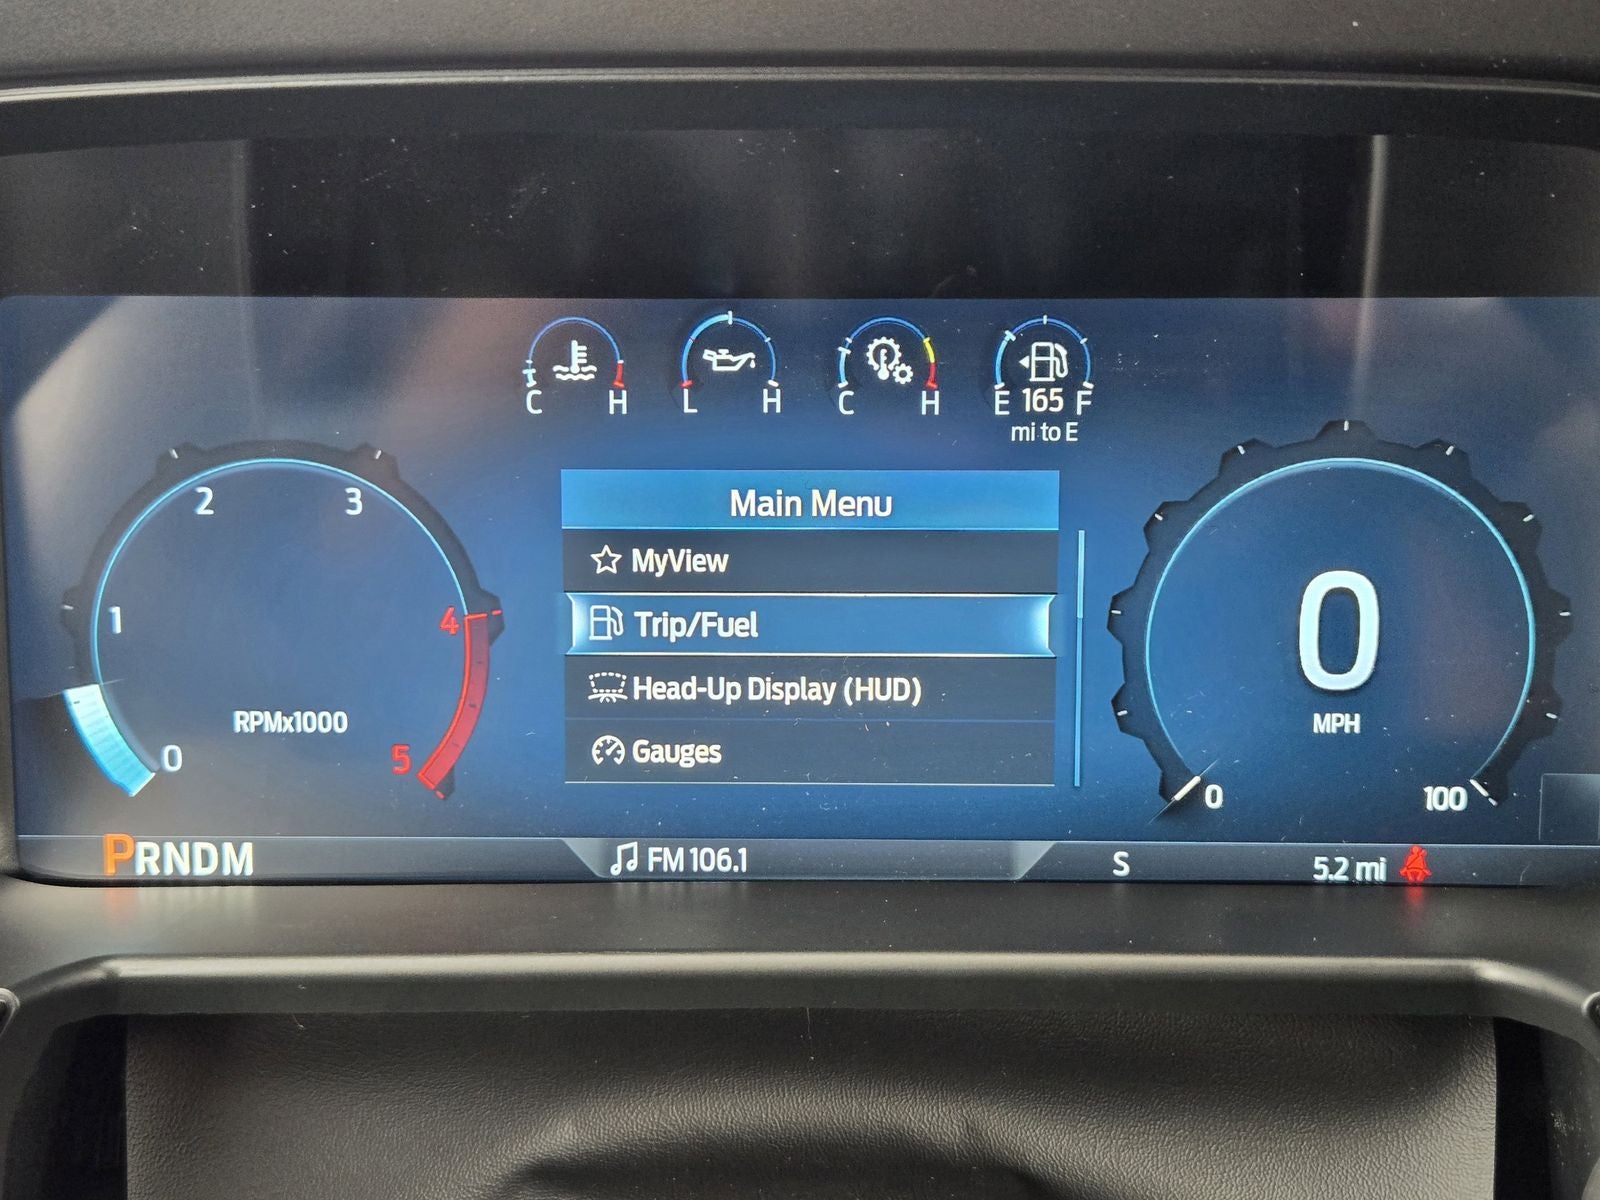 C H L H C H E 165 F
mi to E
Main Menu
MyView
Trip/Fuel
Head-Up Display (HUD)
Gauges
0 1 2 3 4 5
RPMx1000
0
MPH
0 100
PRNDM
FM 106.1
S
5.2 mi